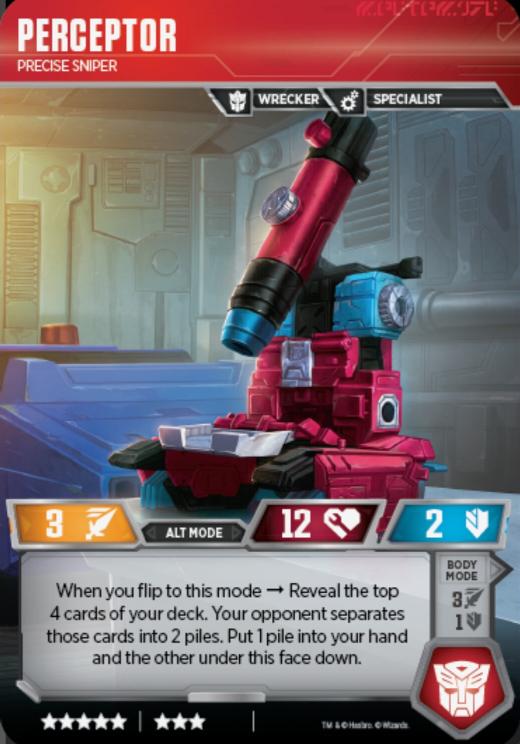 PERCEPTOR
PRECISE SNIPER
WRECKER SPECIALIST
3 ALT MODE 12 2
When you flip to this mode → Reveal the top
4 cards of your deck. Your opponent separates
those cards into 2 piles. Put 1 pile into your hand
and the other under this face down.
BODY
MODE
3
1
★★★★★ | ★★★ |
TM & © Hasbro. © Wizards.